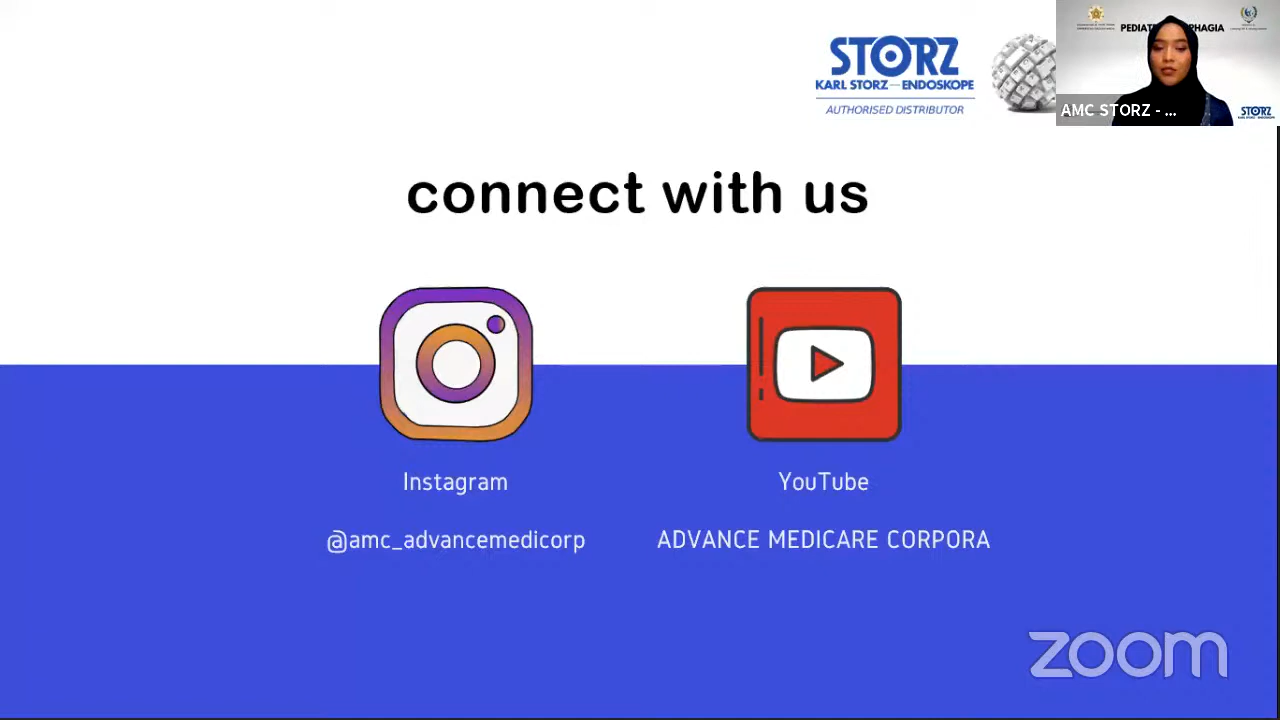 STORZ
KARL STORZ—ENDOSKOPE
AUTHORISED DISTRIBUTOR
AMC STORZ - ...
STORZ
connect with us
Instagram
YouTube
@amc_advancemedicorp
ADVANCE MEDICARE CORPORA
zoom